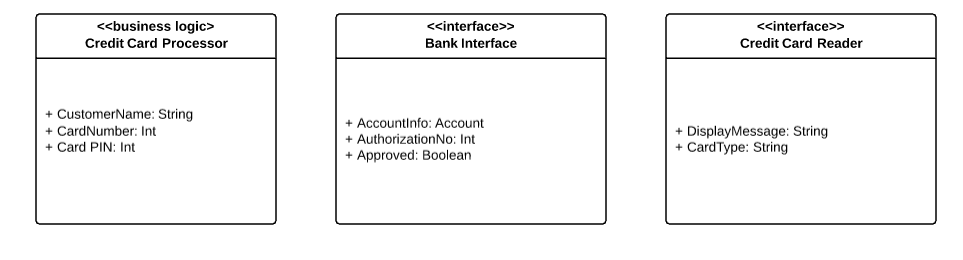 <<business logic>
Credit Card Processor
+ CustomerName: String
+ CardNumber: Int
+ Card PIN: Int
<<interface>>
Bank Interface
+ AccountInfo: Account
+ AuthorizationNo: Int
+ Approved: Boolean
<<interface>>
Credit Card Reader
+ DisplayMessage: String
+ CardType: String